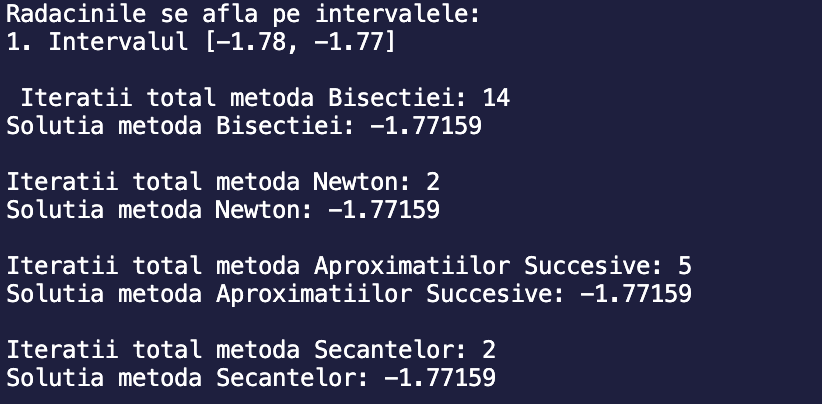 Radacinile se afla pe intervalele:
1. Intervalul [-1.78, -1.77]
Iteratii total metoda Bisectiei: 14
Solutia metoda Bisectiei: -1.77159
Iteratii total metoda Newton: 2
Solutia metoda Newton: -1.77159
Iteratii total metoda Aproximatiilor Succesive: 5
Solutia metoda Aproximatiilor Succesive: -1.77159
Iteratii total metoda Secantelor: 2
Solutia metoda Secantelor: -1.77159